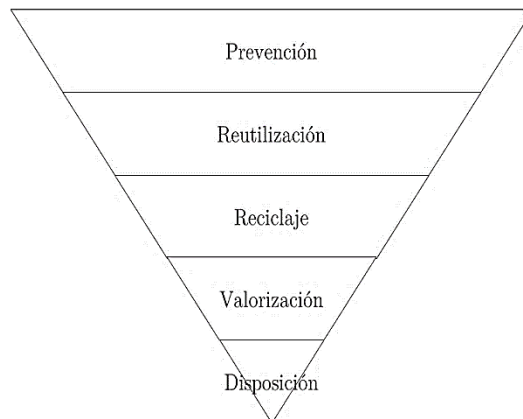 Prevención
Reutilización
Reciclaje
Valorización
Disposición